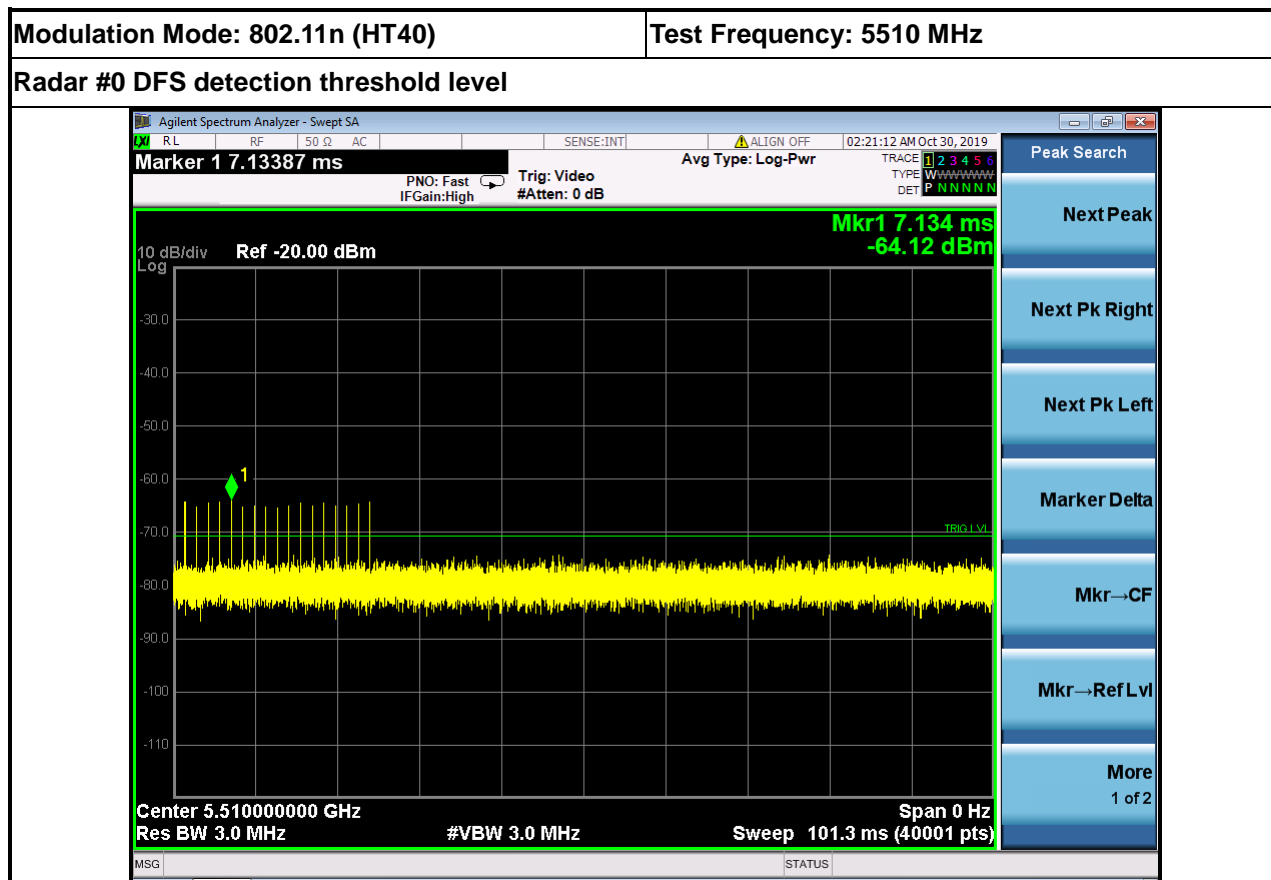 Modulation Mode: 802.11n (HT40) Test Frequency: 5510 MHz
Radar #0 DFS detection threshold level
Agilent Spectrum Analyzer - Swept SA
LXI RL RF 50 Ω AC SENSE:INT ALIGN OFF 02:21:12 AM Oct 30, 2019
Marker 1 7.13387 ms
PNO: Fast
IFGain:High
Trig: Video
#Atten: 0 dB
Avg Type: Log-Pwr
TRACE 1 2 3 4 5 6
TYPE WWWWWW
DET P N N N N N
Mkr1 7.134 ms
-64.12 dBm
10 dB/div Ref -20.00 dBm
Log
-30.0
-40.0
-50.0
-60.0
1
-70.0
TRIG LVL
-80.0
-90.0
-100
-110
Center 5.510000000 GHz Span 0 Hz
Res BW 3.0 MHz #VBW 3.0 MHz Sweep 101.3 ms (40001 pts)
MSG STATUS
Peak Search
Next Peak
Next Pk Right
Next Pk Left
Marker Delta
Mkr→CF
Mkr→Ref Lvl
More
1 of 2